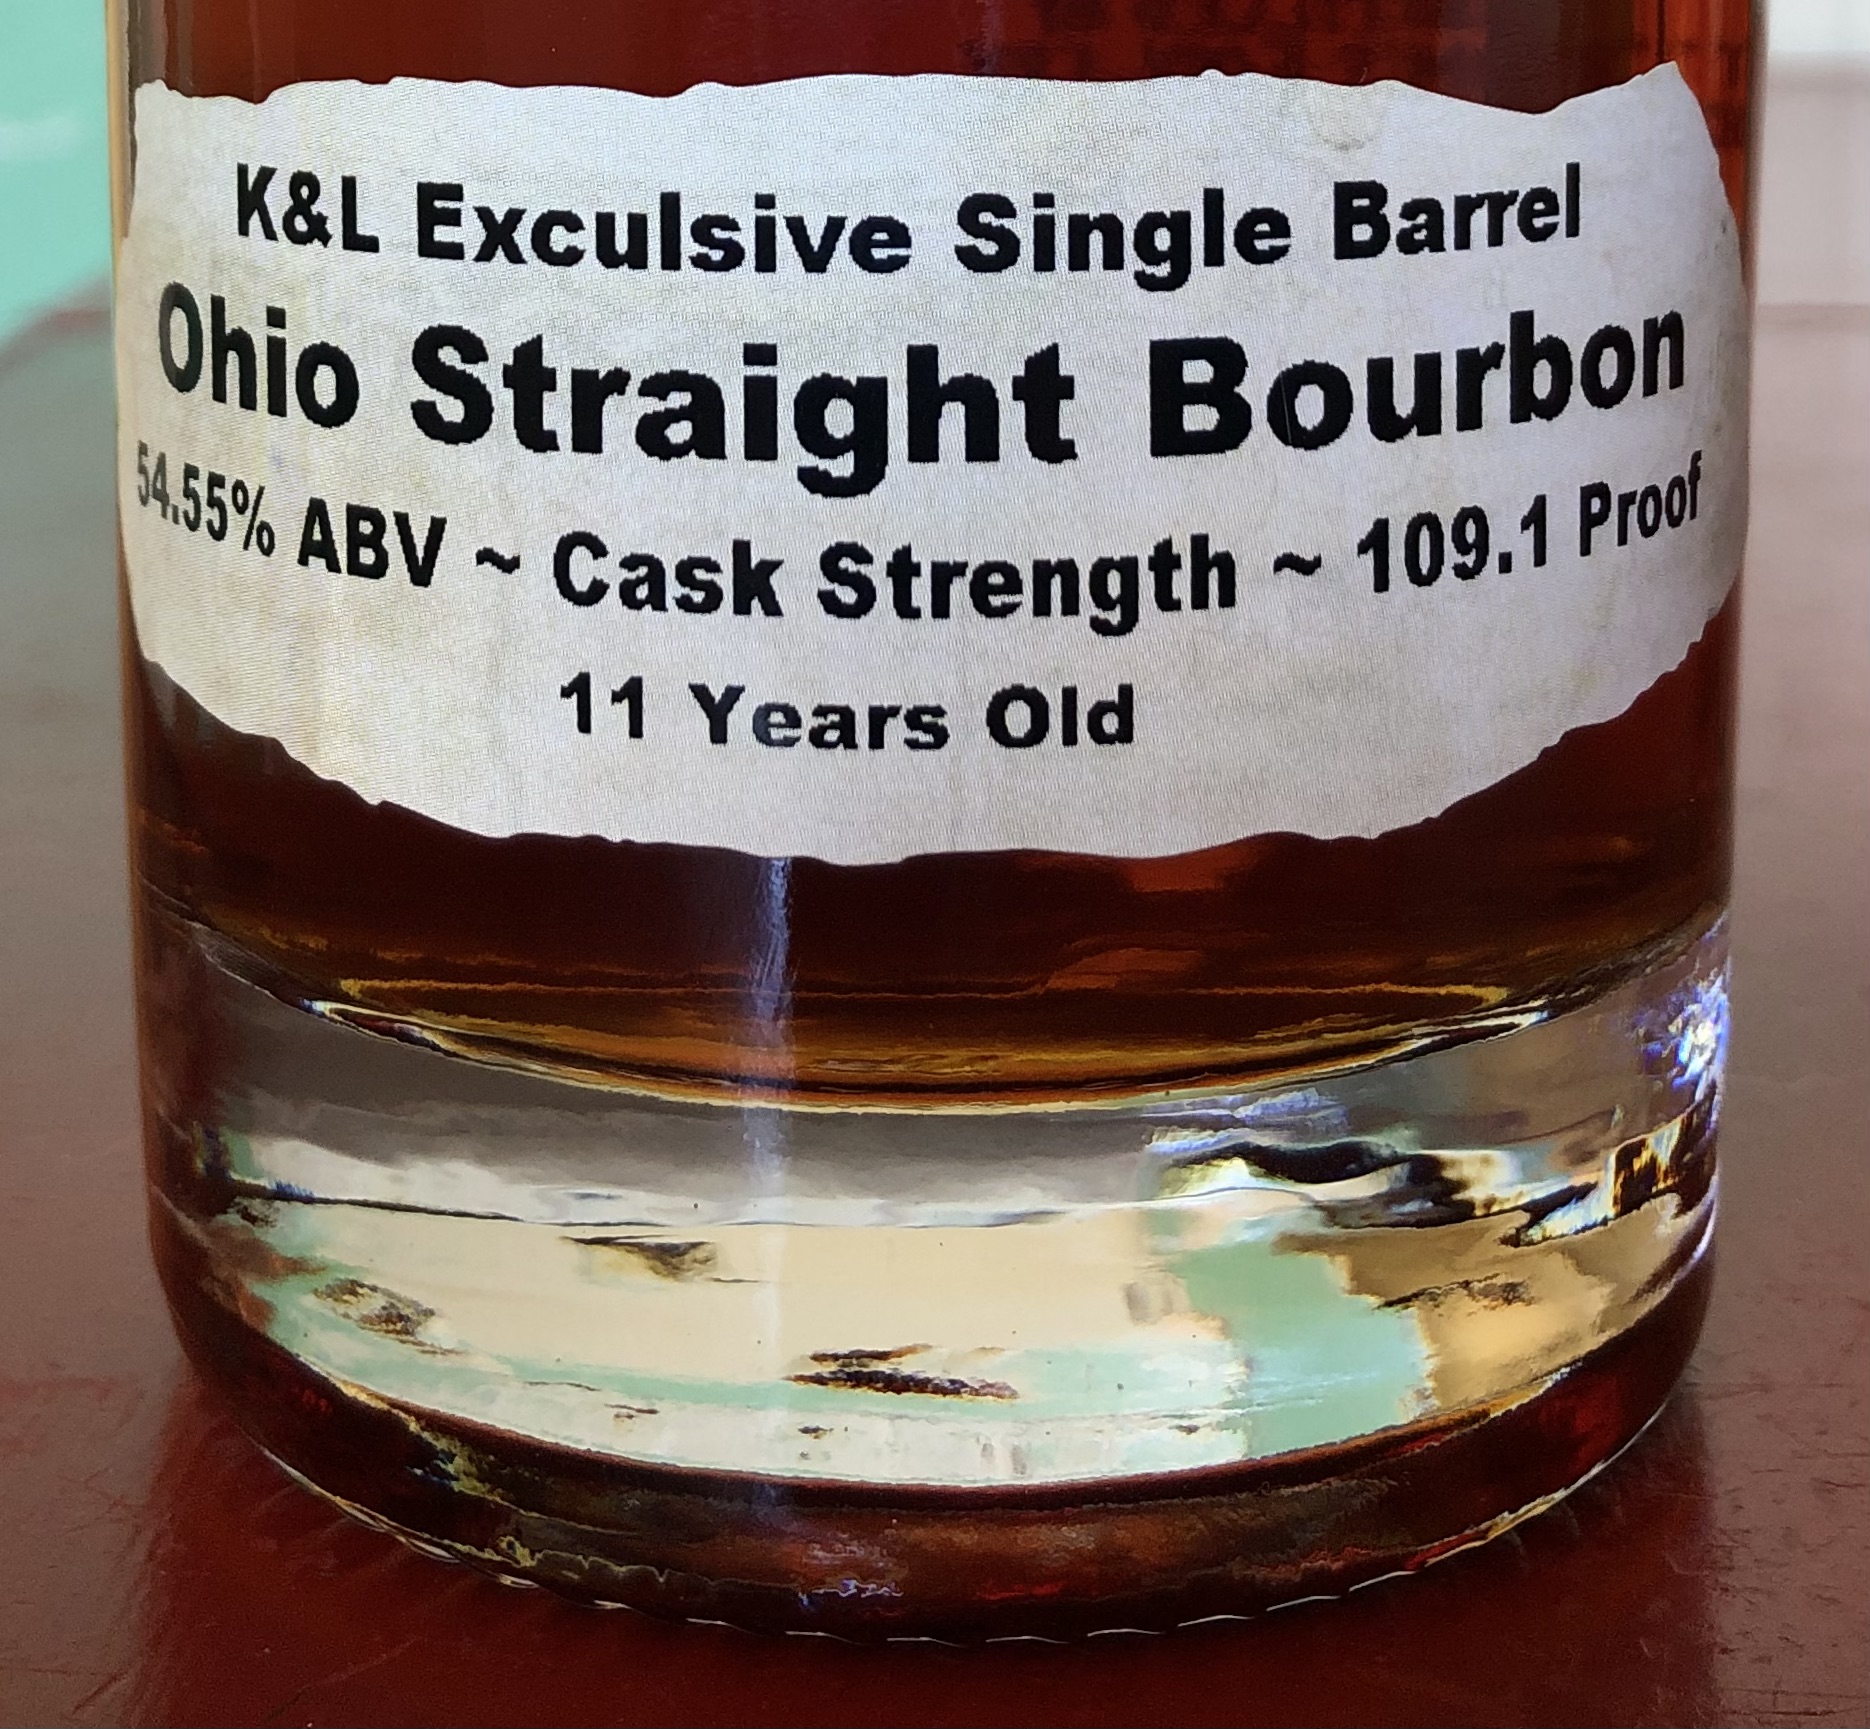 K&L Exculsive Single Barrel
Ohio Straight Bourbon
54.55% ABV ~ Cask Strength ~ 109.1 Proof
11 Years Old